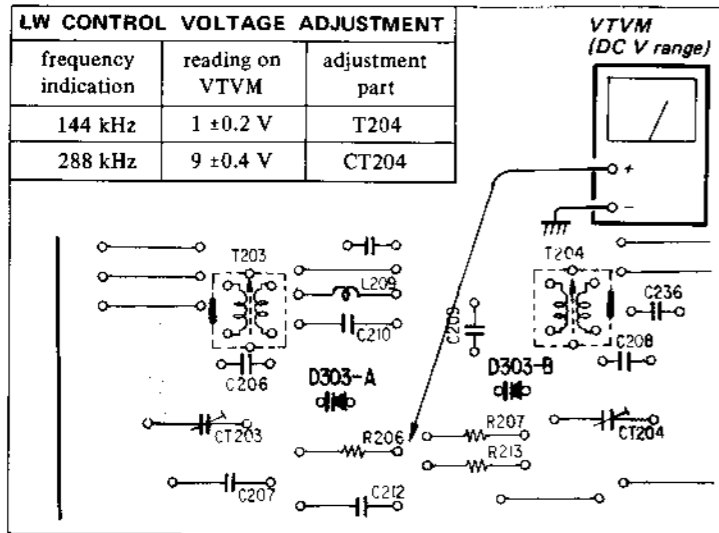 LW CONTROL VOLTAGE ADJUSTMENT
frequency indication
reading on VTVM
adjustment part
144 kHz
1 ±0.2 V
T204
288 kHz
9 ±0.4 V
CT204
VTVM
(DC V range)
+
−
T203
L209
C210
C206
D303-A
CT203
R206
C207
C212
T204
C209
C236
C208
D303-B
R207
CT204
R213